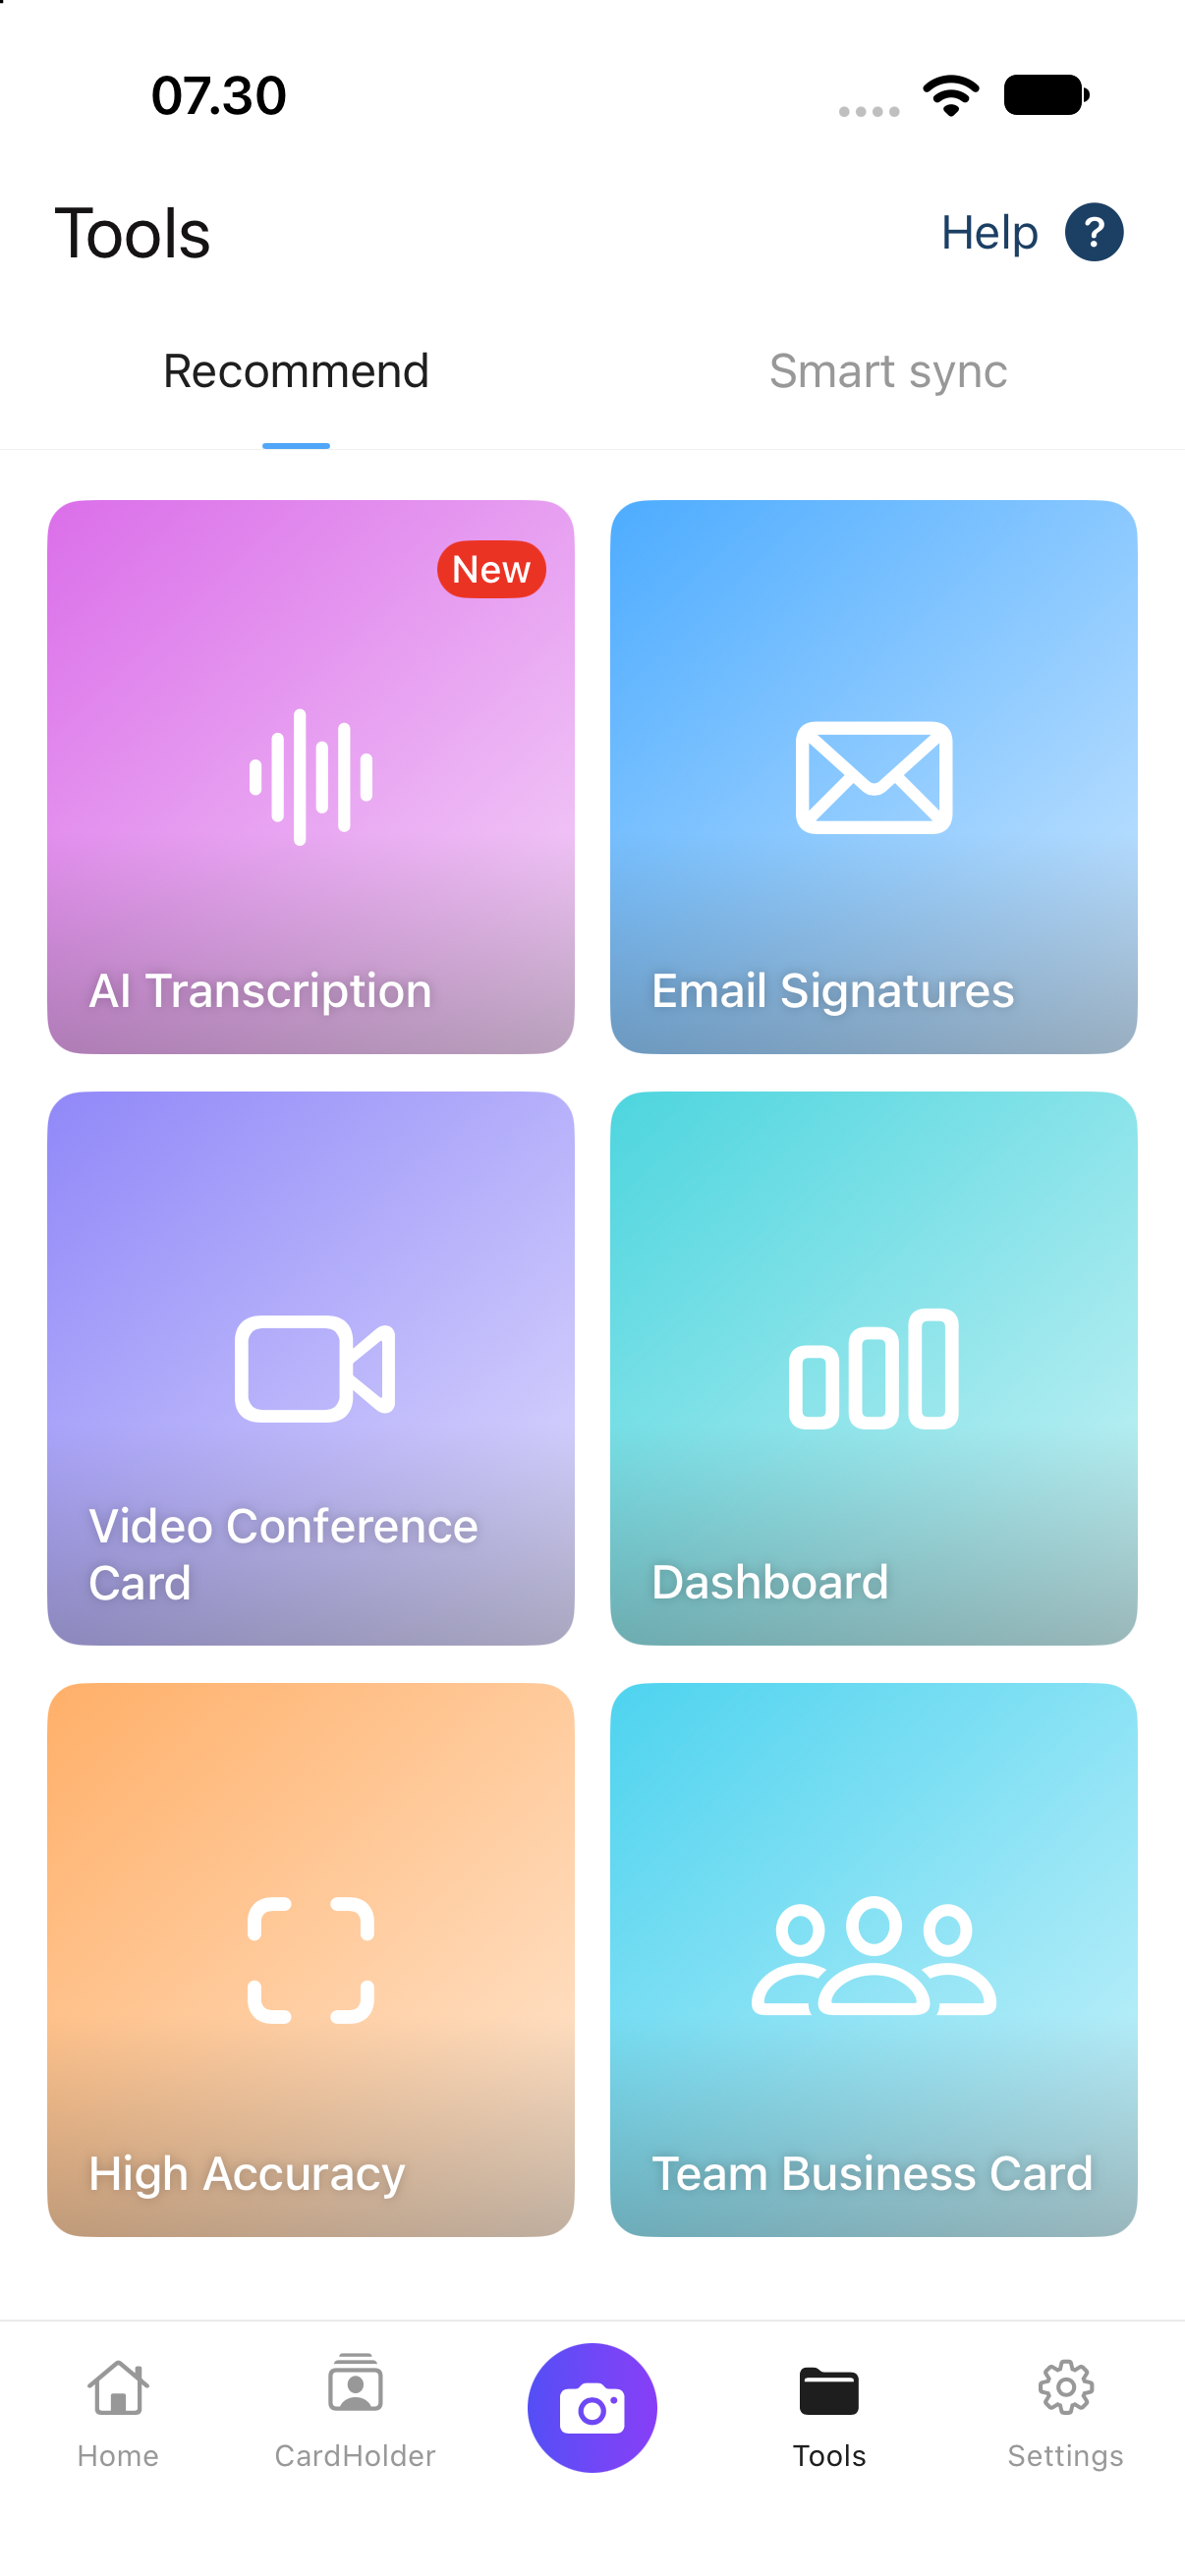 07.30
Tools
Help ?
Recommend
Smart sync
New
AI Transcription
Email Signatures
Video Conference
Card
Dashboard
High Accuracy
Team Business Card
Home
CardHolder
Tools
Settings